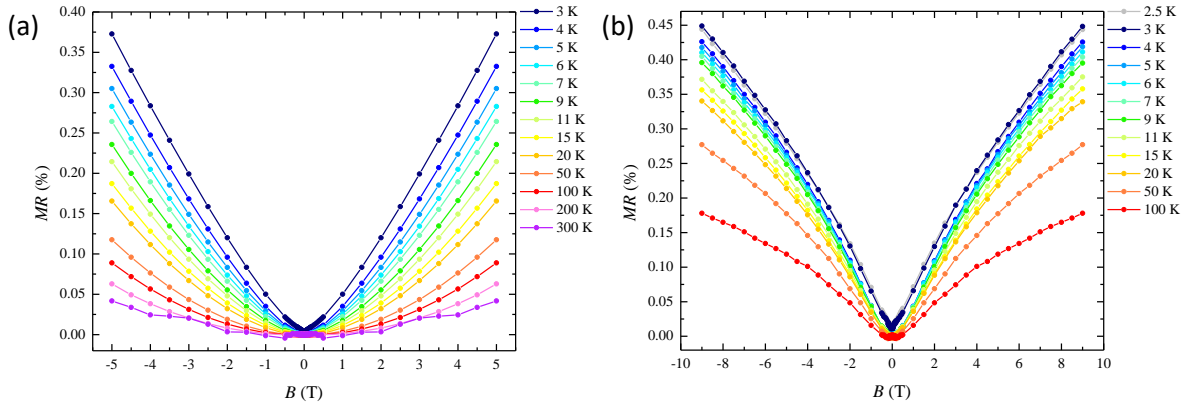 (a)
0.40
0.35
0.30
0.25
0.20
0.15
0.10
0.05
0.00
MR (%)
-5 -4 -3 -2 -1 0 1 2 3 4 5
B (T)
3 K
4 K
5 K
6 K
7 K
9 K
11 K
15 K
20 K
50 K
100 K
200 K
300 K
(b)
0.45
0.40
0.35
0.30
0.25
0.20
0.15
0.10
0.05
0.00
MR (%)
-10 -8 -6 -4 -2 0 2 4 6 8 10
B (T)
2.5 K
3 K
4 K
5 K
6 K
7 K
9 K
11 K
15 K
20 K
50 K
100 K